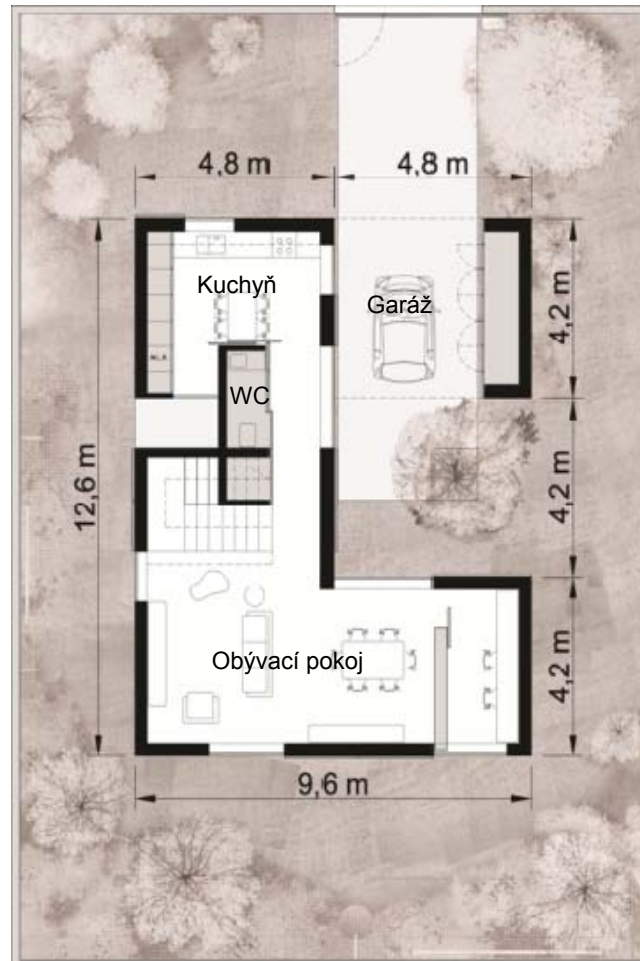 4,8 m 4,8 m
Kuchyň
Garáž
4,2 m
WC
12,6 m
4,2 m
Obývací pokoj
4,2 m
9,6 m